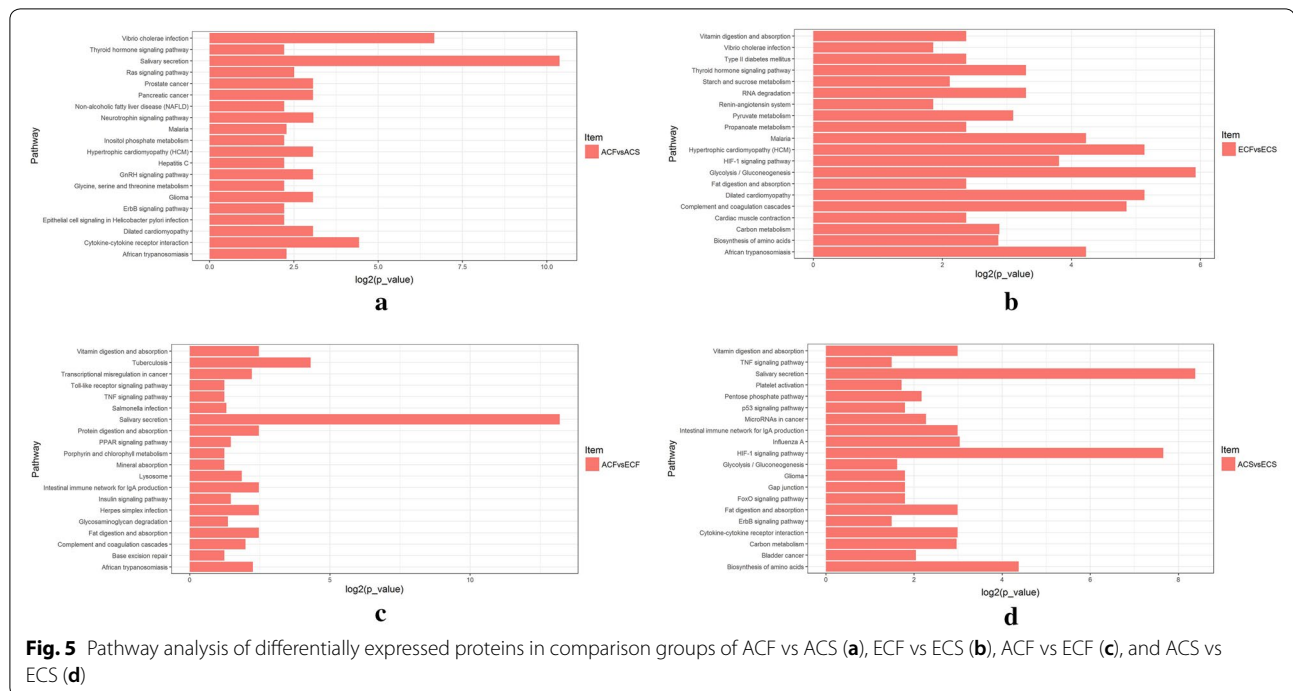 Vibrio cholerae infection
Thyroid hormone signaling pathway
Salivary secretion
Ras signaling pathway
Prostate cancer
Pancreatic cancer
Non-alcoholic fatty liver disease (NAFLD)
Neurotrophin signaling pathway
Malaria
Inositol phosphate metabolism
Hypertrophic cardiomyopathy (HCM)
Hepatitis C
GnRH signaling pathway
Glycine, serine and threonine metabolism
Glioma
ErbB signaling pathway
Epithelial cell signaling in Helicobacter pylori infection
Dilated cardiomyopathy
Cytokine-cytokine receptor interaction
African trypanosomiasis
Pathway
0.0 2.5 5.0 7.5 10.0
log2(p_value)
Item
ACFvsACS
a
Vitamin digestion and absorption
Vibrio cholerae infection
Type II diabetes mellitus
Thyroid hormone signaling pathway
Starch and sucrose metabolism
RNA degradation
Renin-angiotensin system
Pyruvate metabolism
Propanoate metabolism
Malaria
Hypertrophic cardiomyopathy (HCM)
HIF-1 signaling pathway
Glycolysis / Gluconeogenesis
Fat digestion and absorption
Dilated cardiomyopathy
Complement and coagulation cascades
Cardiac muscle contraction
Carbon metabolism
Biosynthesis of amino acids
African trypanosomiasis
Pathway
0 2 4 6
log2(p_value)
Item
ECFvsECS
b
Vitamin digestion and absorption
Tuberculosis
Transcriptional misregulation in cancer
Toll-like receptor signaling pathway
TNF signaling pathway
Salmonella infection
Salivary secretion
Protein digestion and absorption
PPAR signaling pathway
Porphyrin and chlorophyll metabolism
Mineral absorption
Lysosome
Intestinal immune network for IgA production
Insulin signaling pathway
Herpes simplex infection
Glycosaminoglycan degradation
Fat digestion and absorption
Complement and coagulation cascades
Base excision repair
African trypanosomiasis
Pathway
0 5 10
log2(p_value)
Item
ACFvsECF
c
Vitamin digestion and absorption
TNF signaling pathway
Salivary secretion
Platelet activation
Pentose phosphate pathway
p53 signaling pathway
MicroRNAs in cancer
Intestinal immune network for IgA production
Influenza A
HIF-1 signaling pathway
Glycolysis / Gluconeogenesis
Glioma
Gap junction
FoxO signaling pathway
Fat digestion and absorption
ErbB signaling pathway
Cytokine-cytokine receptor interaction
Carbon metabolism
Bladder cancer
Biosynthesis of amino acids
Pathway
0 2 4 6 8
log2(p_value)
Item
ACSvsECS
d
Fig. 5 Pathway analysis of differentially expressed proteins in comparison groups of ACF vs ACS (a), ECF vs ECS (b), ACF vs ECF (c), and ACS vs
ECS (d)